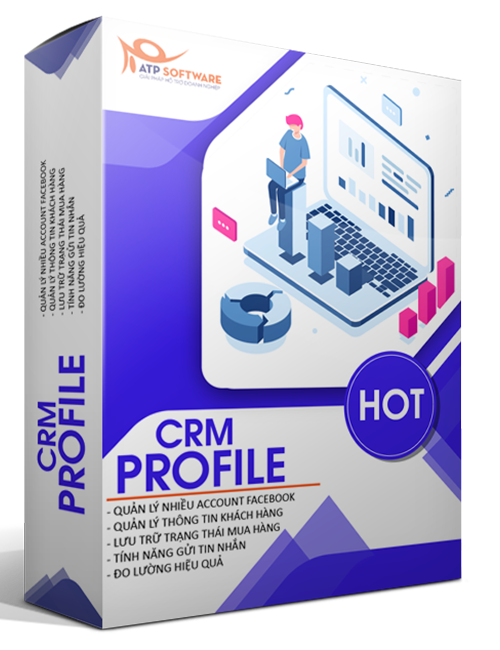 ATP SOFTWARE
GIẢI PHÁP HỖ TRỢ DOANH NGHIỆP
HOT
CRM
PROFILE
- QUẢN LÝ NHIỀU ACCOUNT FACEBOOK
- QUẢN LÝ THÔNG TIN KHÁCH HÀNG
- LƯU TRỮ TRẠNG THÁI MUA HÀNG
- TÍNH NĂNG GỬI TIN NHẮN
- ĐO LƯỜNG HIỆU QUẢ
CRM
PROFILE
- QUẢN LÝ NHIỀU ACCOUNT FACEBOOK
- QUẢN LÝ THÔNG TIN KHÁCH HÀNG
- LƯU TRỮ TRẠNG THÁI MUA HÀNG
- TÍNH NĂNG GỬI TIN NHẮN
- ĐO LƯỜNG HIỆU QUẢ